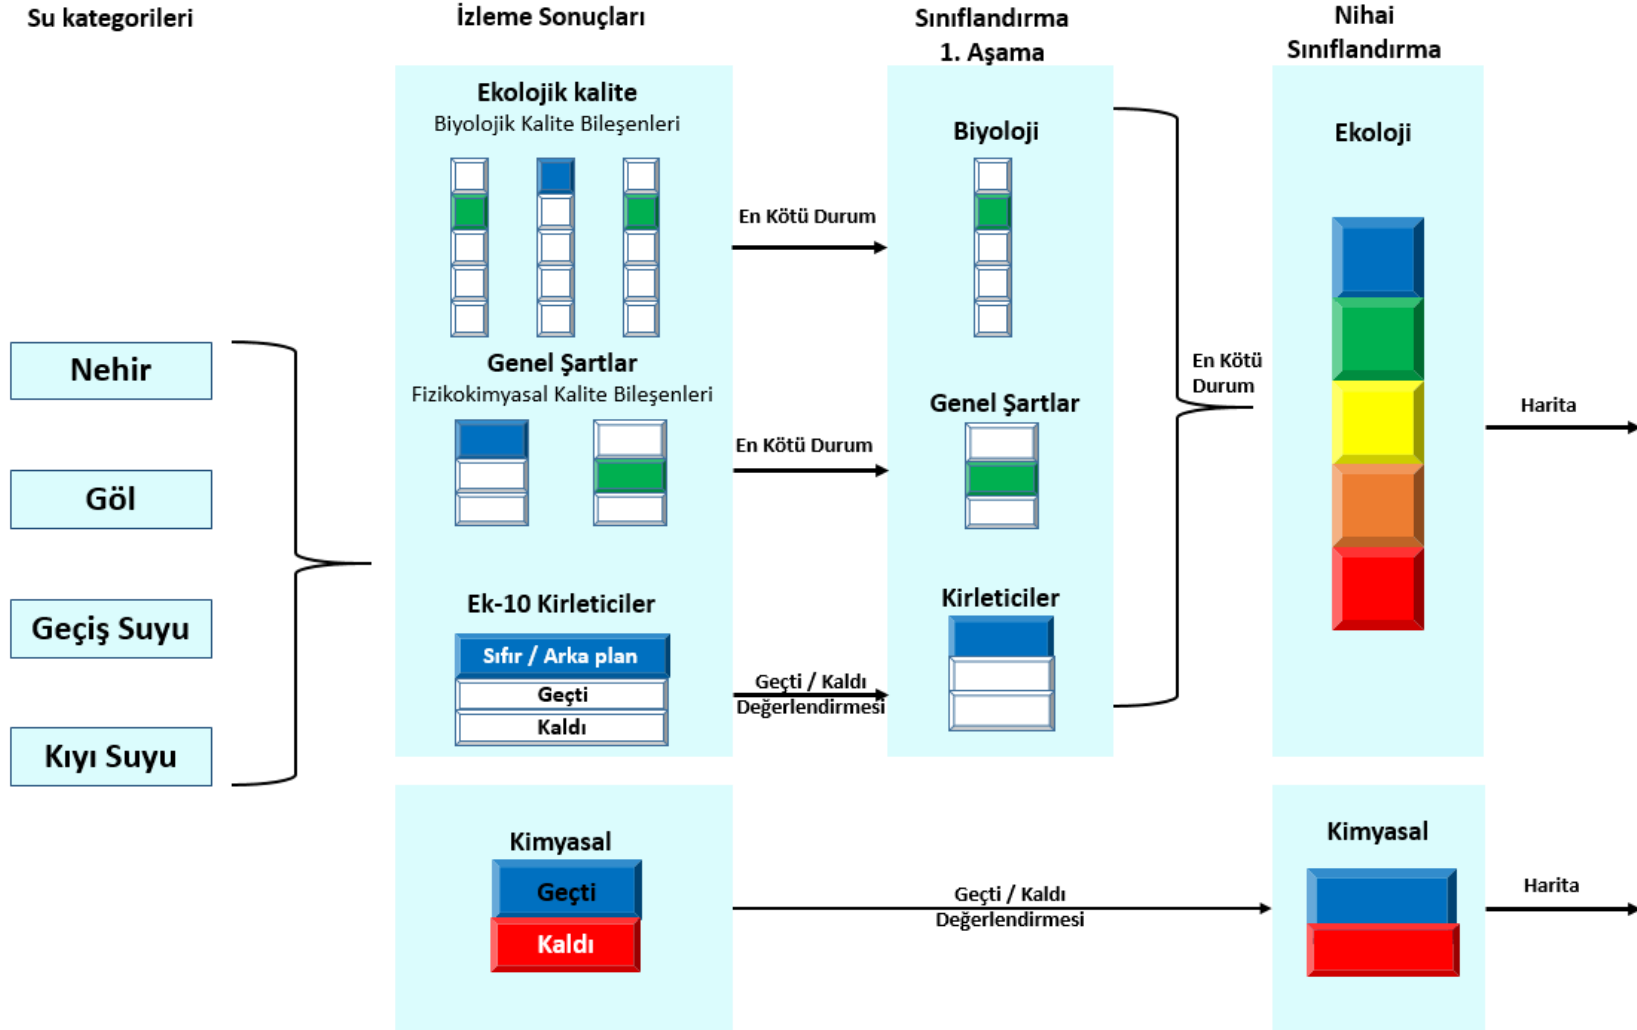 Su kategorileri
İzleme Sonuçları
Sınıflandırma
1. Aşama
Nihai
Sınıflandırma
Ekolojik kalite
Biyolojik Kalite Bileşenleri
Biyoloji
Ekoloji
En Kötü Durum
Nehir
Göl
Geçiş Suyu
Kıyı Suyu
Genel Şartlar
Fizikokimyasal Kalite Bileşenleri
En Kötü Durum
Genel Şartlar
En Kötü
Durum
Harita
Ek-10 Kirleticiler
Sıfır / Arka plan
Geçti
Kaldı
Geçti / Kaldı
Değerlendirmesi
Kirleticiler
Kimyasal
Geçti
Kaldı
Geçti / Kaldı
Değerlendirmesi
Kimyasal
Harita